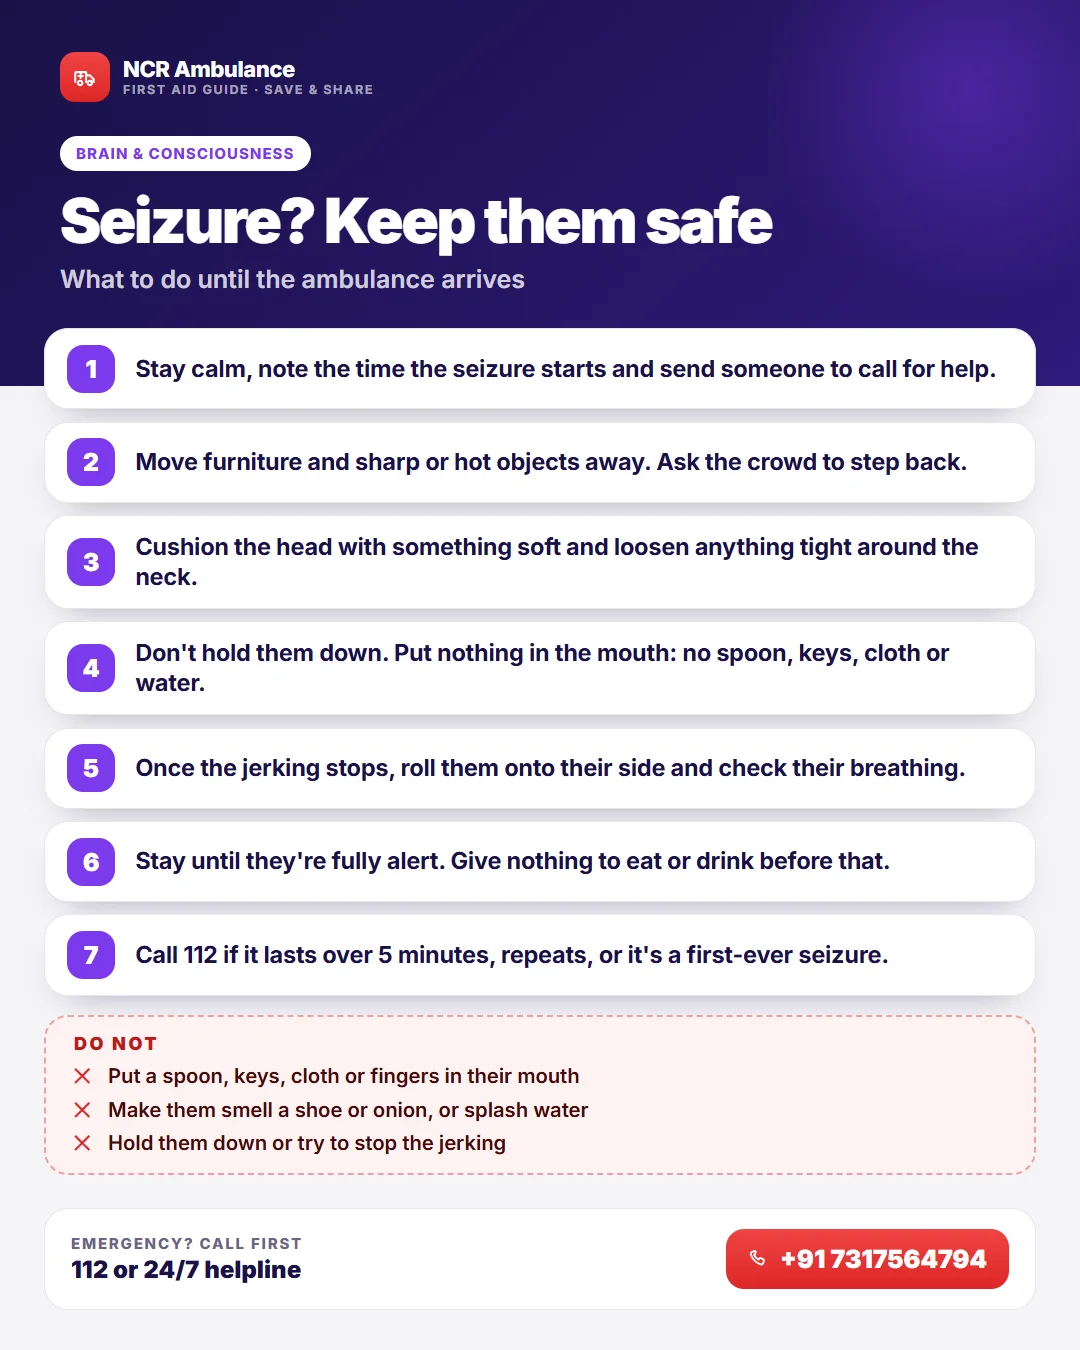 NCR Ambulance
FIRST AID GUIDE · SAVE & SHARE
BRAIN & CONSCIOUSNESS
Seizure? Keep them safe
What to do until the ambulance arrives
1 Stay calm, note the time the seizure starts and send someone to call for help.
2 Move furniture and sharp or hot objects away. Ask the crowd to step back.
3 Cushion the head with something soft and loosen anything tight around the
neck.
4 Don't hold them down. Put nothing in the mouth: no spoon, keys, cloth or
water.
5 Once the jerking stops, roll them onto their side and check their breathing.
6 Stay until they're fully alert. Give nothing to eat or drink before that.
7 Call 112 if it lasts over 5 minutes, repeats, or it's a first-ever seizure.
DO NOT
Put a spoon, keys, cloth or fingers in their mouth
Make them smell a shoe or onion, or splash water
Hold them down or try to stop the jerking
EMERGENCY? CALL FIRST
112 or 24/7 helpline
+91 7317564794